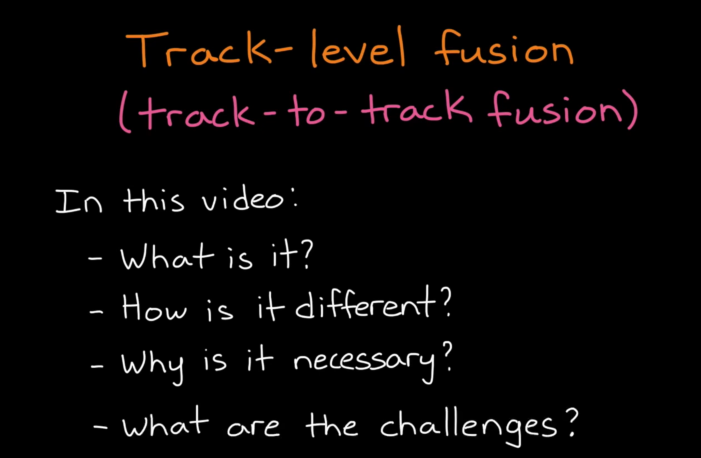 Track-level fusion
(track-to-track fusion)
In this video:
- What is it?
- How is it different?
- Why is it necessary?
- What are the challenges?